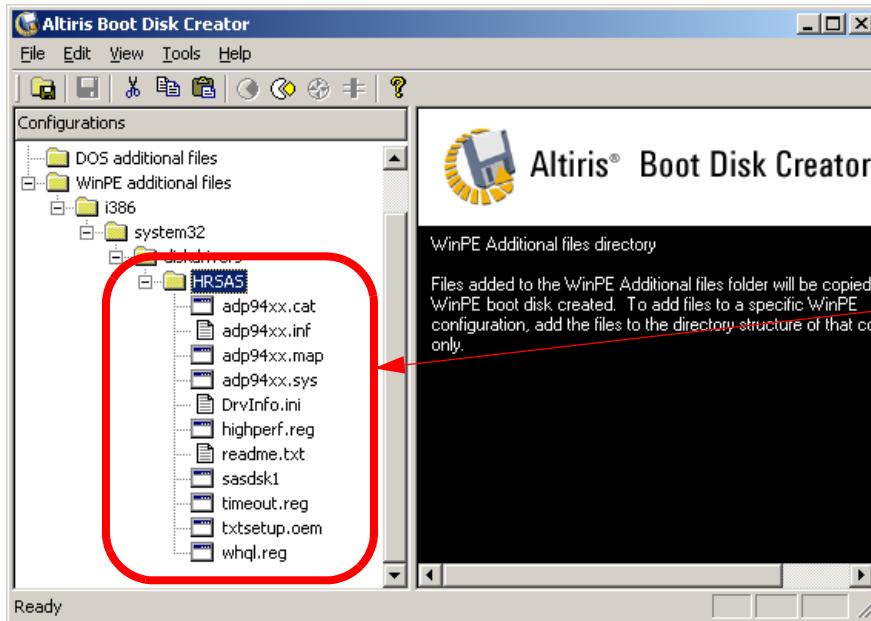 Altiris Boot Disk Creator
File Edit View Tools Help
Configurations
DOS additional files
WinPE additional files
i386
system32
diskdrivers
HRSAS
adp94xx.cat
adp94xx.inf
adp94xx.map
adp94xx.sys
DrvInfo.ini
highperf.reg
readme.txt
sasdsk1
timeout.reg
txtsetup.oem
whql.reg
Altiris® Boot Disk Creator
WinPE Additional files directory
Files added to the WinPE Additional files folder will be copied
WinPE boot disk created. To add files to a specific WinPE
configuration, add the files to the directory structure of that co
only.
Ready